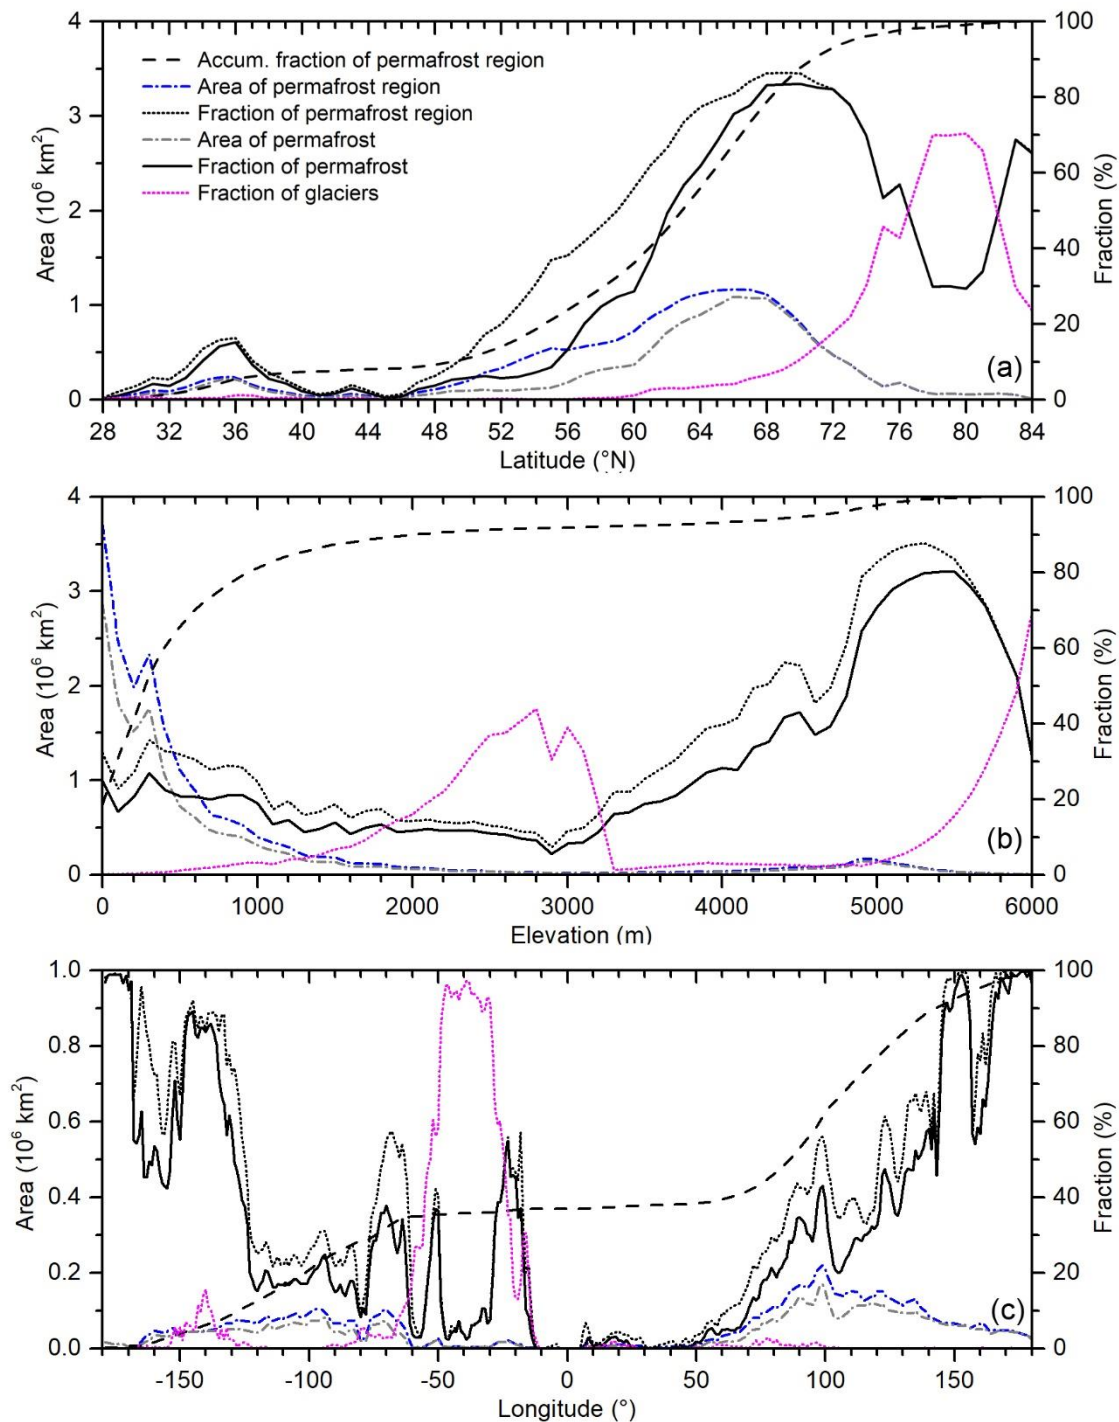 4
100
Accum. fraction of permafrost region
Area of permafrost region
Fraction of permafrost region
Area of permafrost
Fraction of permafrost
Fraction of glaciers
3
80
60
2
40
1
20
(a)
0
0
Area (10⁶ km²)
Fraction (%)
28 32 36 40 44 48 52 56 60 64 68 72 76 80 84
Latitude (°N)
4
100
3
80
60
2
40
1
20
(b)
0
0
Area (10⁶ km²)
Fraction (%)
0 1000 2000 3000 4000 5000 6000
Elevation (m)
1.0
100
0.8
80
0.6
60
0.4
40
0.2
20
(c)
0.0
0
Area (10⁶ km²)
Fraction (%)
-150 -100 -50 0 50 100 150
Longitude (°)